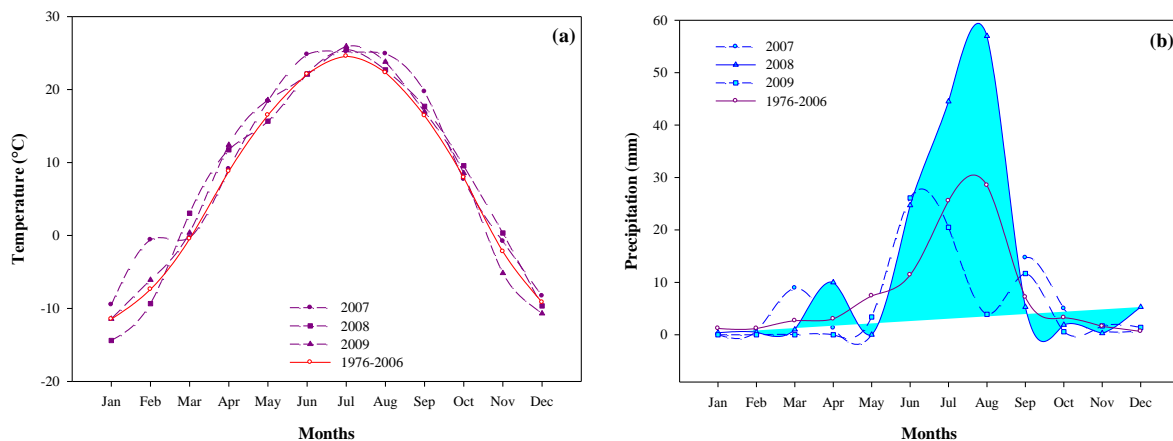 (a)
30
20
10
0
-10
-20
Temperature (°C)
2007
2008
2009
1976-2006
Jan Feb Mar Apr May Jun Jul Aug Sep Oct Nov Dec
Months
(b)
60
50
40
30
20
10
0
Precipitation (mm)
2007
2008
2009
1976-2006
Jan Feb Mar Apr May Jun Jul Aug Sep Oct Nov Dec
Months